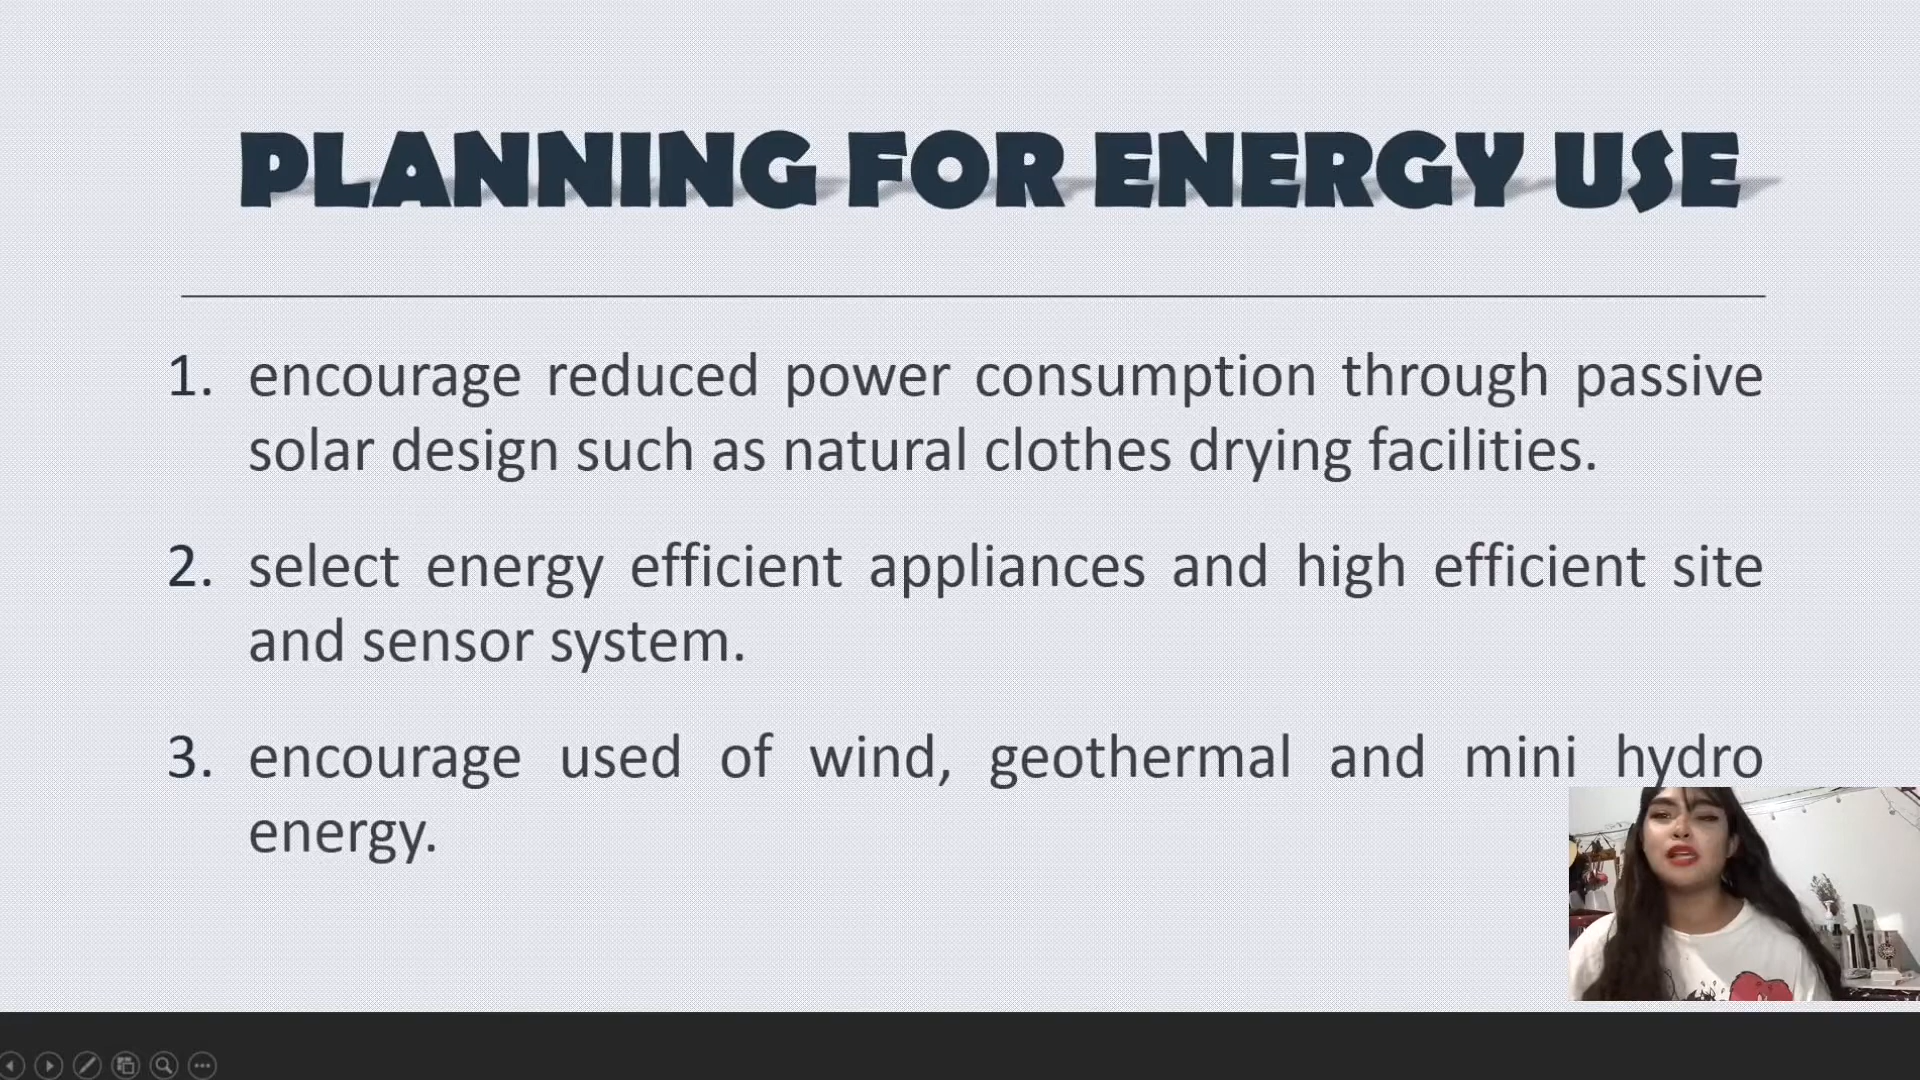 PLANNING FOR ENERGY USE
1. encourage reduced power consumption through passive
solar design such as natural clothes drying facilities.
2. select energy efficient appliances and high efficient site
and sensor system.
3. encourage used of wind, geothermal and mini hydro
energy.